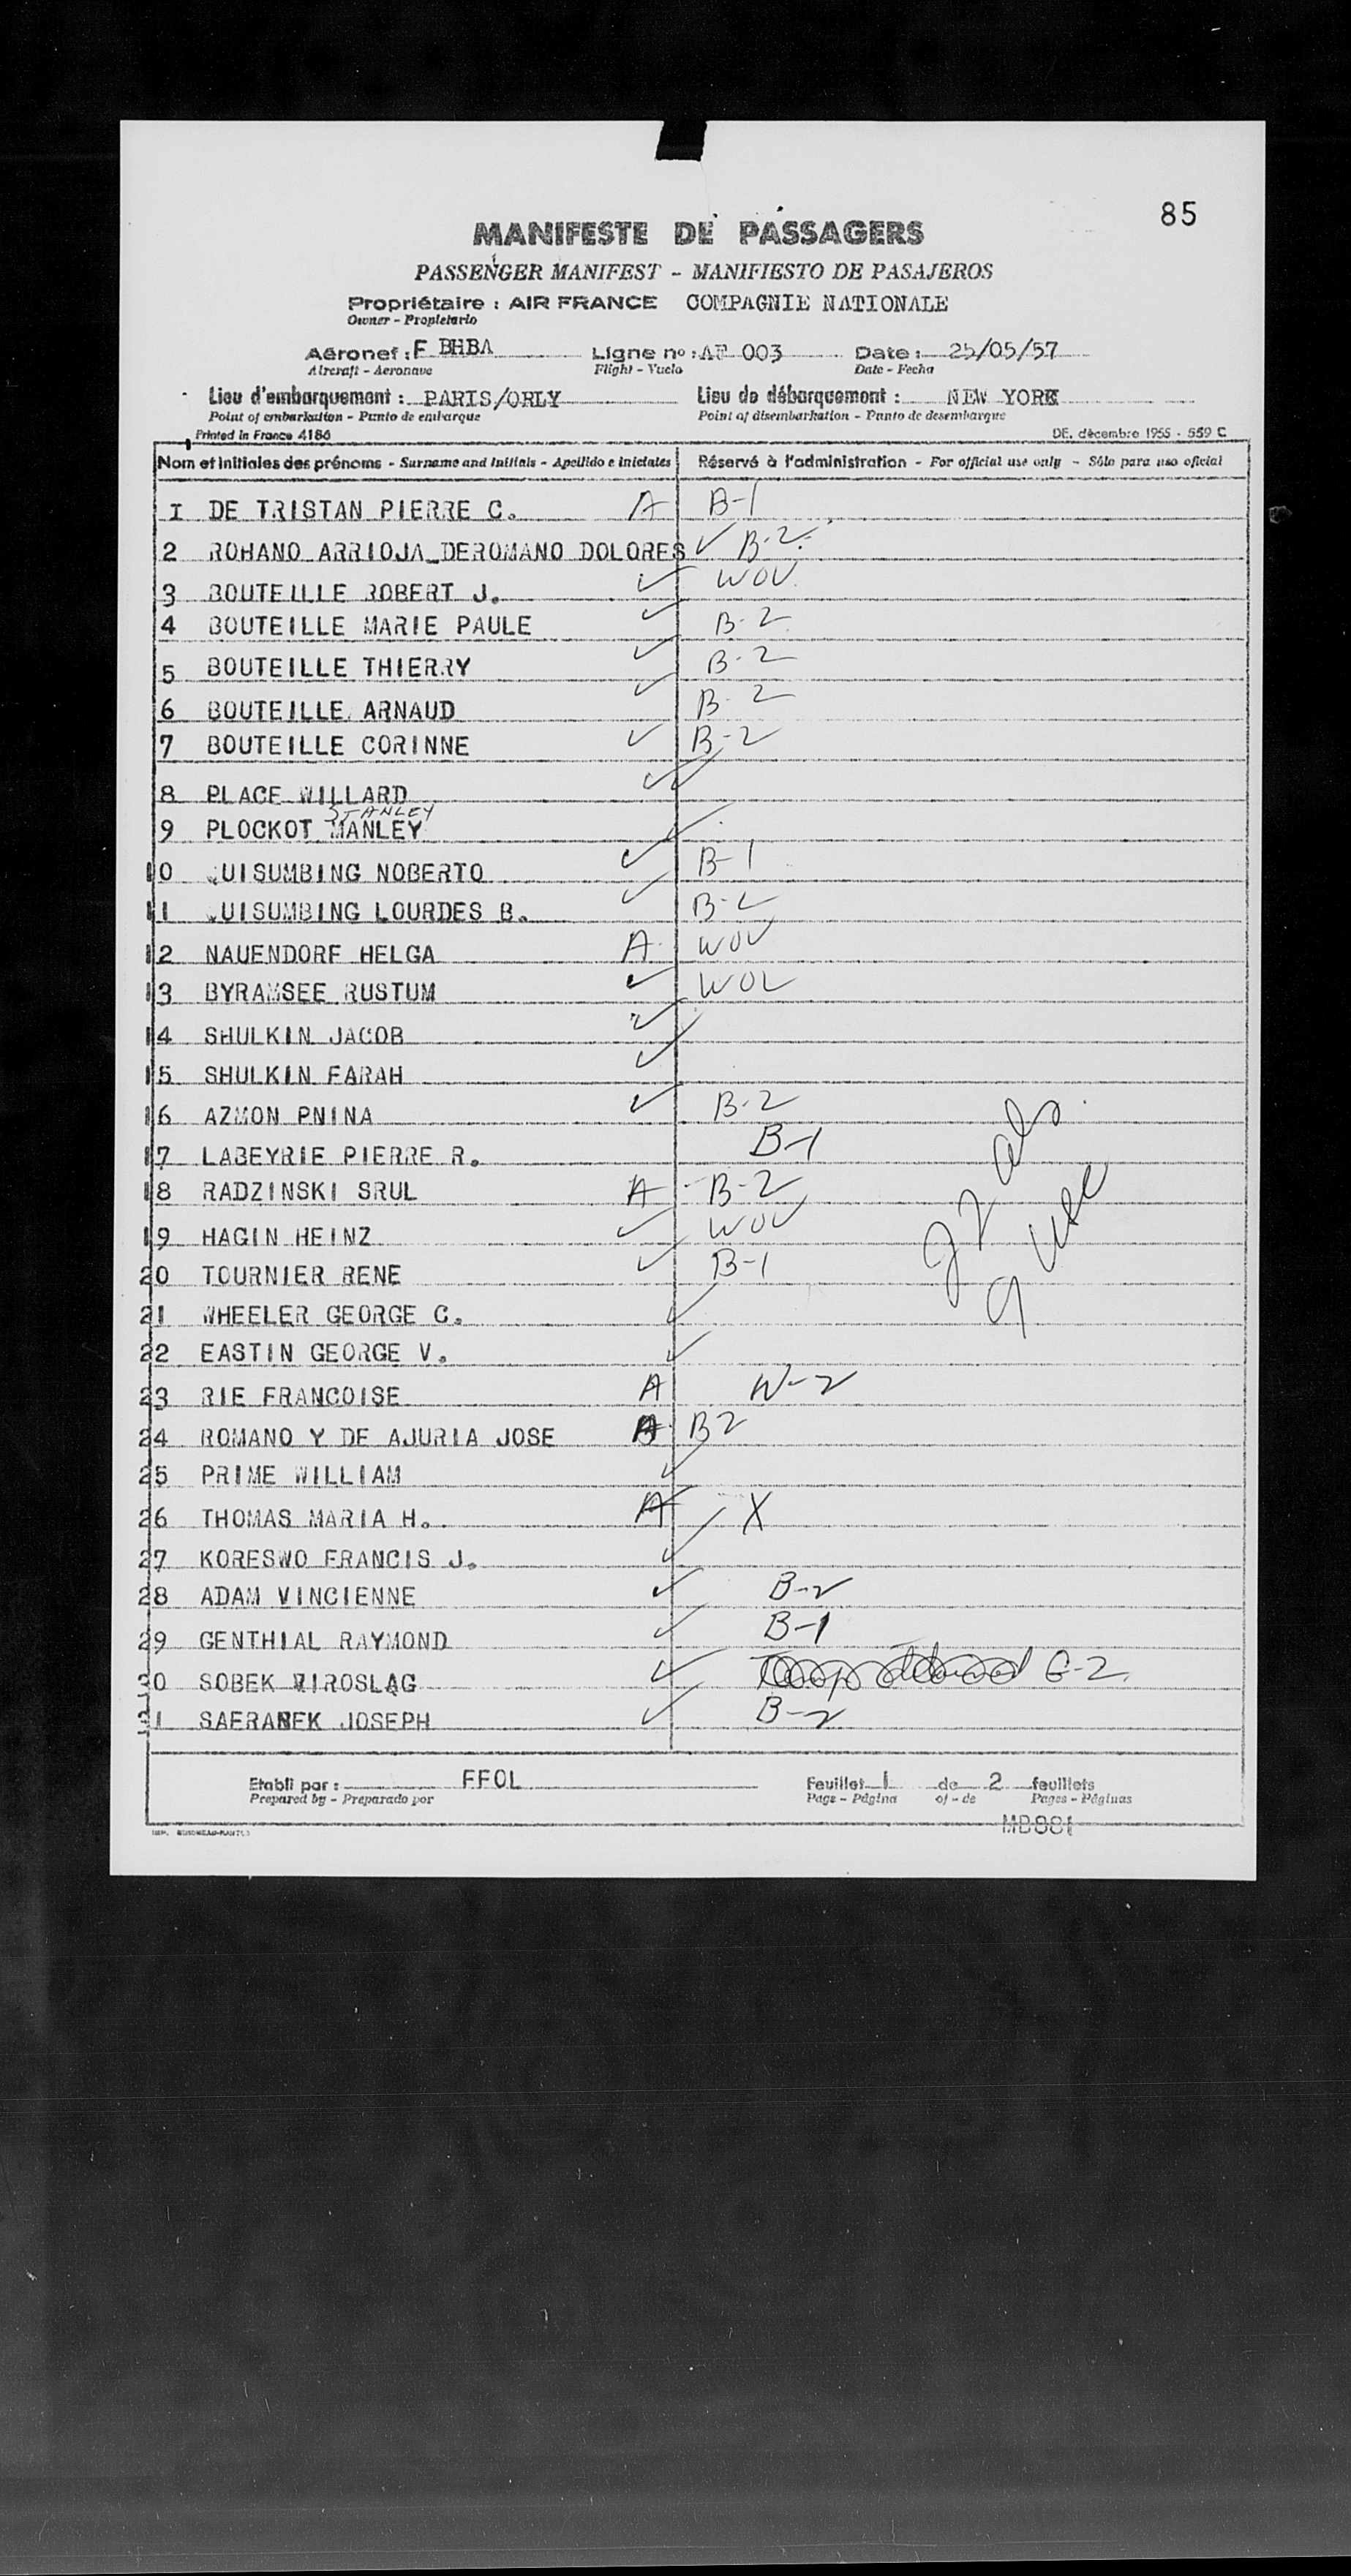 85
MANIFESTE DE PASSAGERS
PASSENGER MANIFEST - MANIFIESTO DE PASAJEROS
Propriétaire : AIR FRANCE COMPAGNIE NATIONALE
Owner - Propietario
Aéronef : F BHBA Ligne no : AF 003 Date : 25/05/57
Aircraft - Aeronave Flight - Vuelo Date - Fecha
Lieu d'embarquement : PARIS/ORLY Lieu de débarquement : NEW YORK
Point of embarkation - Punto de embarque Point of disembarkation - Punto de desembarque
Printed in France 4186 DE. décembre 1955 - 559 C
Nom et initiales des prénoms - Surname and Initials - Apellido e iniciales Réservé à l'administration - For official use only - Sólo para uso oficial
I DE TRISTAN PIERRE C. A B-1
2 ROMANO ARRIOJA DEROMANO DOLORES ✓ B-2
3 BOUTEILLE ROBERT J. ✓ WOV
4 BOUTEILLE MARIE PAULE ✓ B-2
5 BOUTEILLE THIERRY ✓ B-2
6 BOUTEILLE ARNAUD ✓ B-2
7 BOUTEILLE CORINNE ✓ B-2
8 PLACE WILLARD ✓✓
STANLEY
9 PLOCKOT MANLEY ✓
10 QUISUMBING NOBERTO ✓ B-1
11 QUISUMBING LOURDES B. ✓ B-2
12 NAUENDORF HELGA A WOV
13 BYRAMSEE RUSTUM ✓ WOV
14 SHULKIN JACOB ✓
15 SHULKIN FARAH ✓
16 AZMON PNINA ✓ B-2
17 LABEYRIE PIERRE R. B-1
18 RADZINSKI SRUL A B-2
19 HAGIN HEINZ ✓ WOV
20 TOURNIER RENE ✓ B-1
21 WHEELER GEORGE C. ✓
22 EASTIN GEORGE V. ✓
23 RIE FRANCOISE A W-2
24 ROMANO Y DE AJURIA JOSE A B2
25 PRIME WILLIAM ✓
26 THOMAS MARIA H. A X
27 KORESWO FRANCIS J. ✓
28 ADAM VINCIENNE ✓ B-2
29 GENTHIAL RAYMOND ✓ B-1
30 SOBEK VIROSLAG ✓ G-2
31 SAFRANEK JOSEPH ✓ B-2
22 als
9 usc
Etabli par : FFOL Feuillet 1 de 2 feuillets
Prepared by - Preparado por Page - Página of - de Pages - Páginas